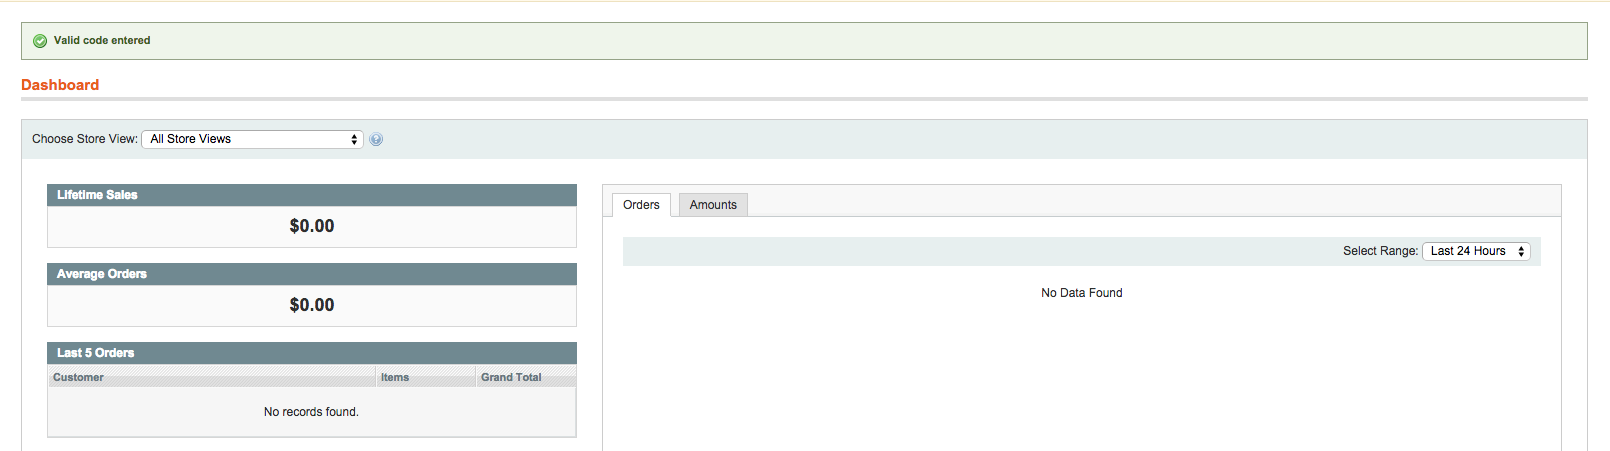 Valid code entered
Dashboard
Choose Store View: All Store Views
Lifetime Sales
$0.00
Average Orders
$0.00
Last 5 Orders
Customer Items Grand Total
No records found.
Orders Amounts
Select Range: Last 24 Hours
No Data Found